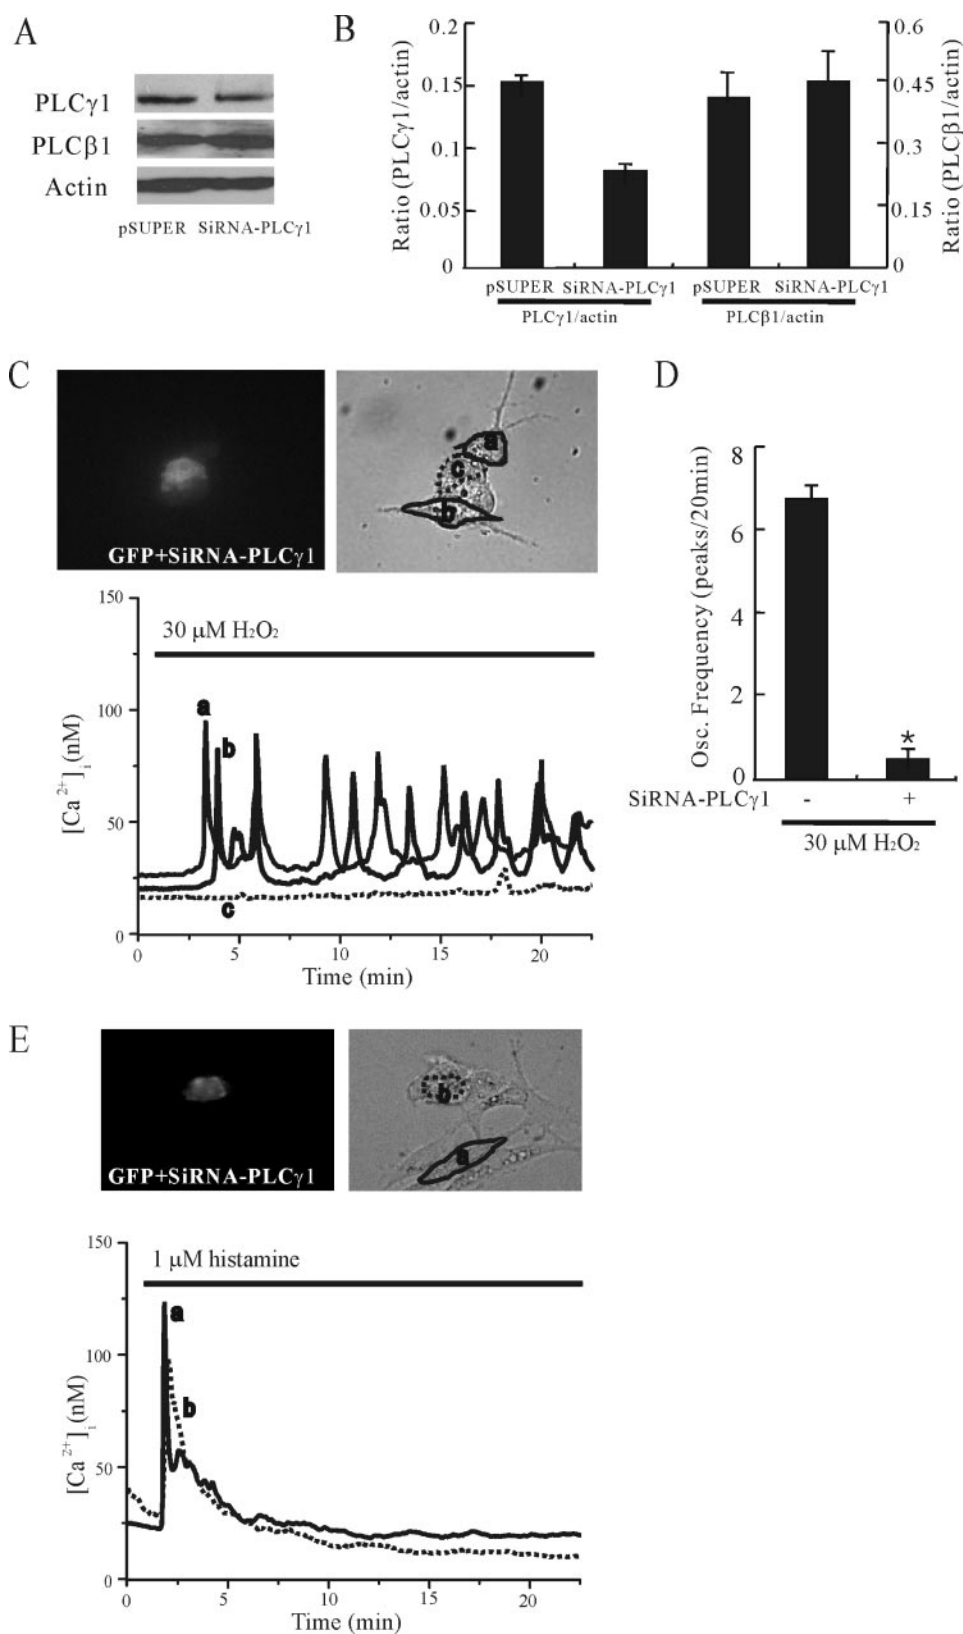 A
PLCγ1
PLCβ1
Actin
pSUPER SiRNA-PLCγ1
B
Ratio (PLCγ1/actin)
0.2
0.15
0.1
0.05
0
0.6
0.45
0.3
0.15
0
Ratio (PLCβ1/actin)
pSUPER SiRNA-PLCγ1 pSUPER SiRNA-PLCγ1
PLCγ1/actin PLCβ1/actin
C
GFP+SiRNA-PLCγ1
a
c
b
[Ca²⁺]ᵢ (nM)
150
100
50
0
30 μM H₂O₂
a
b
c
0 5 10 15 20
Time (min)
D
Osc. Frequency (peaks/20min)
8
6
4
2
0
*
SiRNA-PLCγ1 - +
30 μM H₂O₂
E
GFP+SiRNA-PLCγ1
b
a
[Ca²⁺]ᵢ (nM)
150
100
50
0
1 μM histamine
a
b
0 5 10 15 20
Time (min)